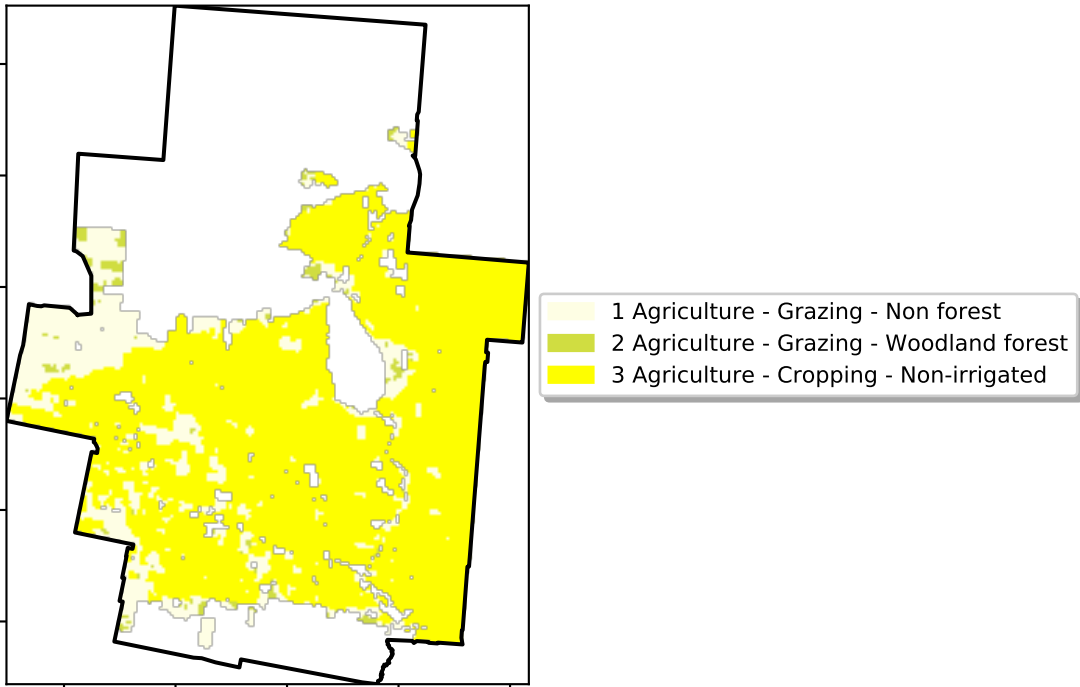 1 Agriculture - Grazing - Non forest
2 Agriculture - Grazing - Woodland forest
3 Agriculture - Cropping - Non-irrigated